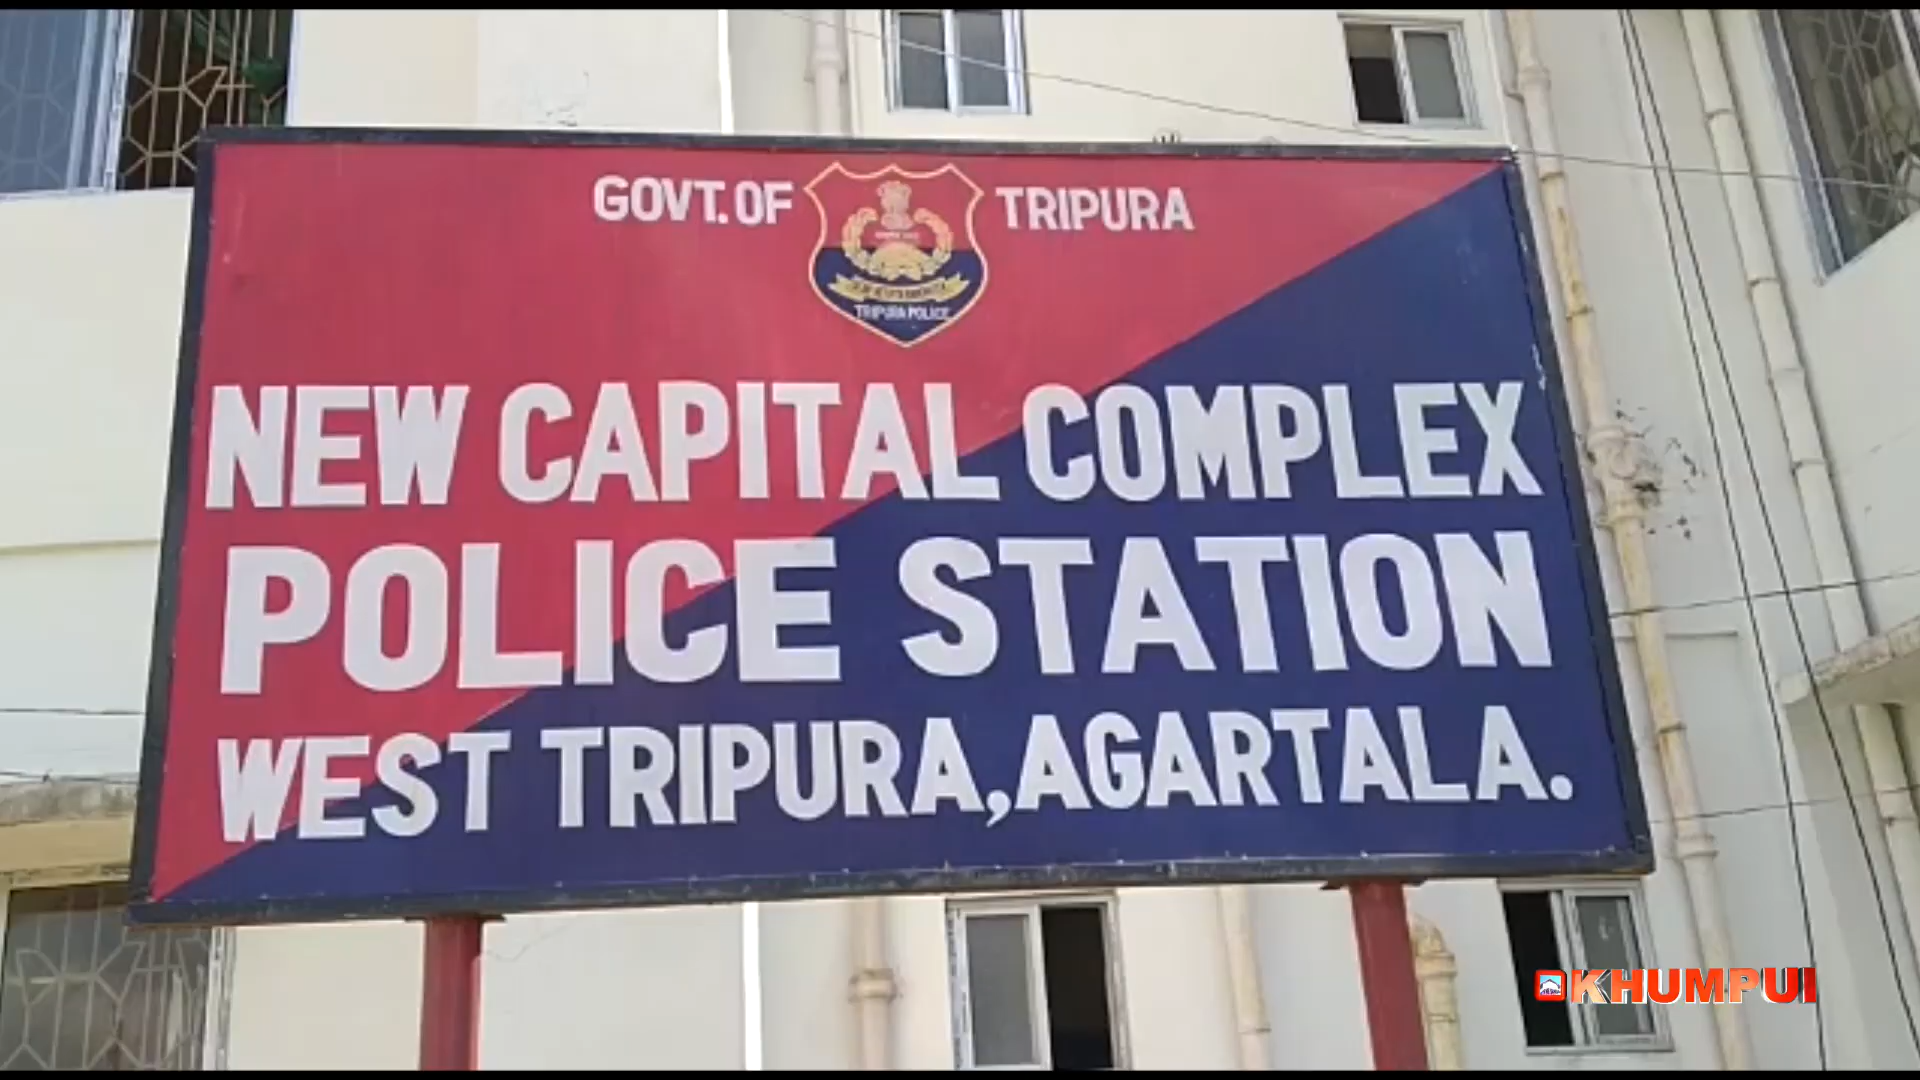 GOVT. OF TRIPURA
TRIPURA POLICE
NEW CAPITAL COMPLEX
POLICE STATION
WEST TRIPURA, AGARTALA.
KHUMPUI